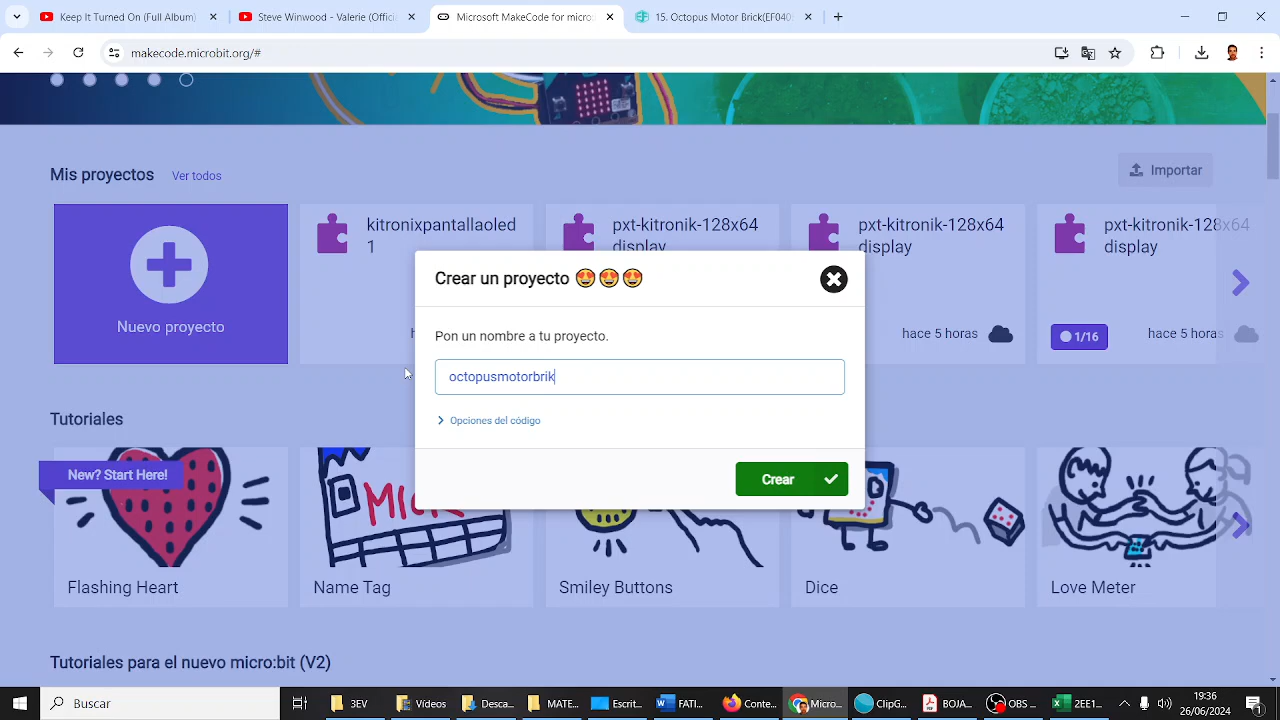 Keep It Turned On (Full Album)
Steve Winwood - Valerie (Offici
Microsoft MakeCode for micro:
15. Octopus Motor Brick(EF040
makecode.microbit.org/#
Mis proyectos
Ver todos
Importar
Nuevo proyecto
kitronixpantallaoled
1
pxt-kitronik-128x64
display
pxt-kitronik-128x64
display
pxt-kitronik-128x64
display
hace 5 horas
1/16
hace 5 horas
Crear un proyecto 😍😍😍
Pon un nombre a tu proyecto.
octopusmotorbrik
Opciones del código
Crear
Tutoriales
New? Start Here!
Flashing Heart
Name Tag
Smiley Buttons
Dice
Love Meter
Tutoriales para el nuevo micro:bit (V2)
Buscar
3EV
Videos
Desca...
MATE...
Escrit...
FATI...
Conte...
Micro...
ClipG...
BOJA...
OBS ...
ZEE1...
19:36
26/06/2024